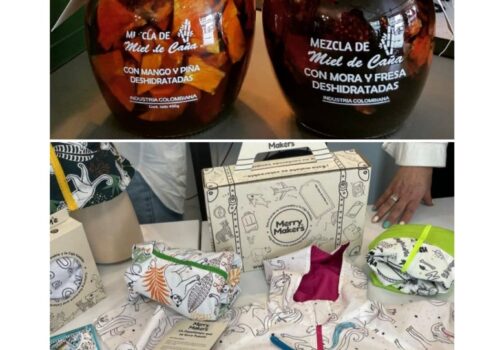 MEZCLA DE
Miel de Caña
CON MANGO Y PIÑA
DESHIDRATADAS
INDUSTRIA COLOMBIANA
MEZCLA DE
Miel de Caña
CON MORA Y FRESA
DESHIDRATADAS
INDUSTRIA COLOMBIANA
Merry
Makers
Merry
Makers
Merry
Makers